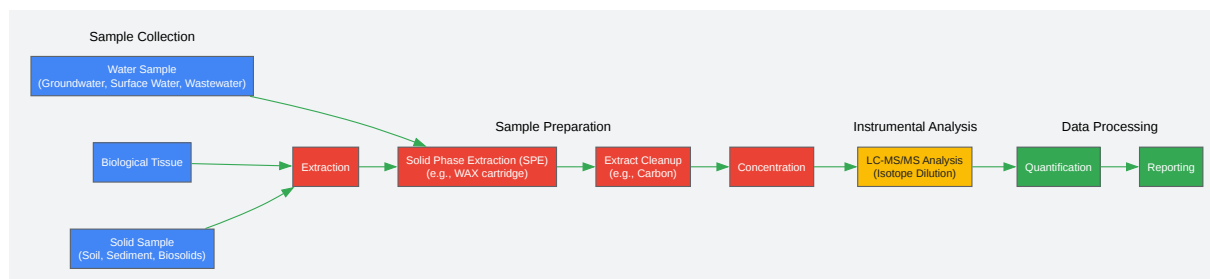 Sample Collection
Water Sample
(Groundwater, Surface Water, Wastewater)
Biological Tissue
Solid Sample
(Soil, Sediment, Biosolids)
Sample Preparation
Extraction
Solid Phase Extraction (SPE)
(e.g., WAX cartridge)
Extract Cleanup
(e.g., Carbon)
Concentration
Instrumental Analysis
LC-MS/MS Analysis
(Isotope Dilution)
Data Processing
Quantification
Reporting